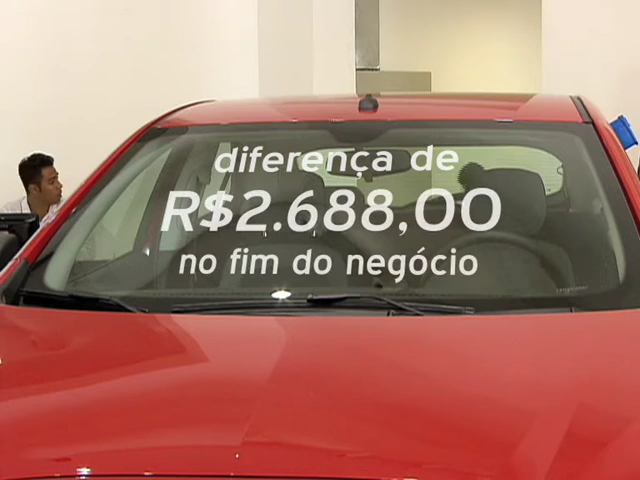 diferença de
R$2.688,00
no fim do negócio